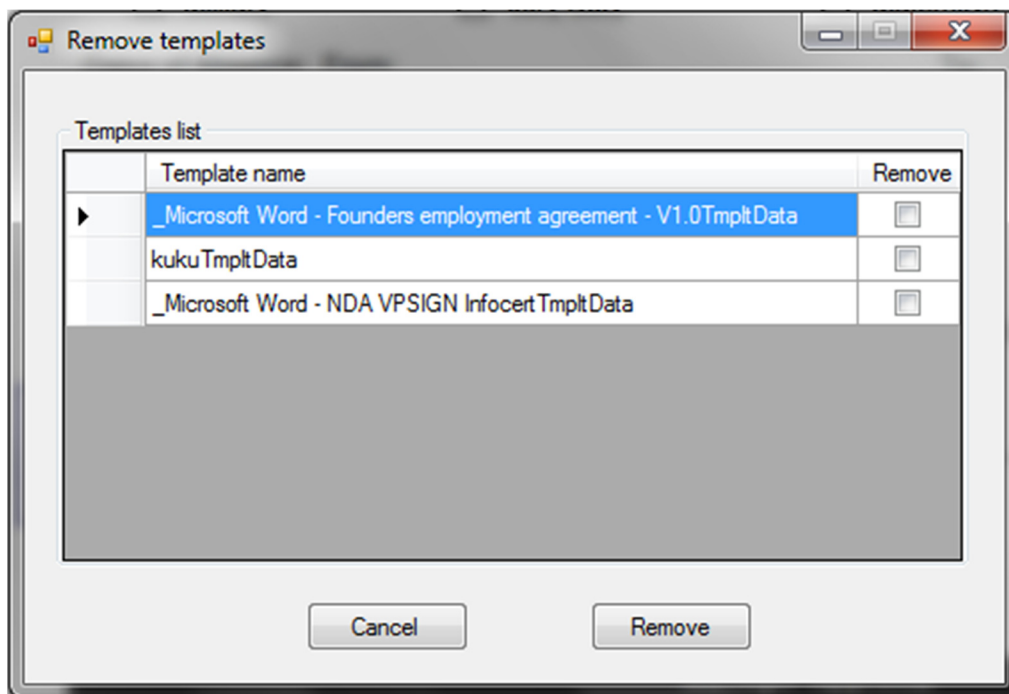 Remove templates
Templates list
Template name Remove
_Microsoft Word - Founders employment agreement - V1.0TmpltData
kukuTmpltData
_Microsoft Word - NDA VPSIGN InfocertTmpltData
Cancel Remove